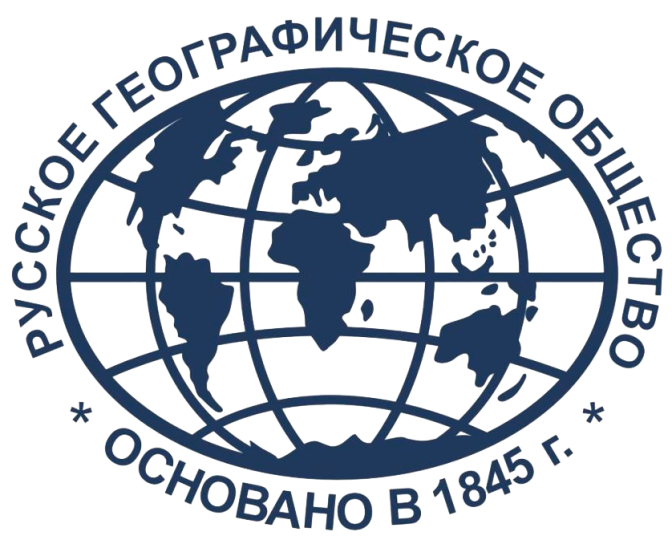 РУССКОЕ ГЕОГРАФИЧЕСКОЕ ОБЩЕСТВО
* ОСНОВАНО В 1845 г. *